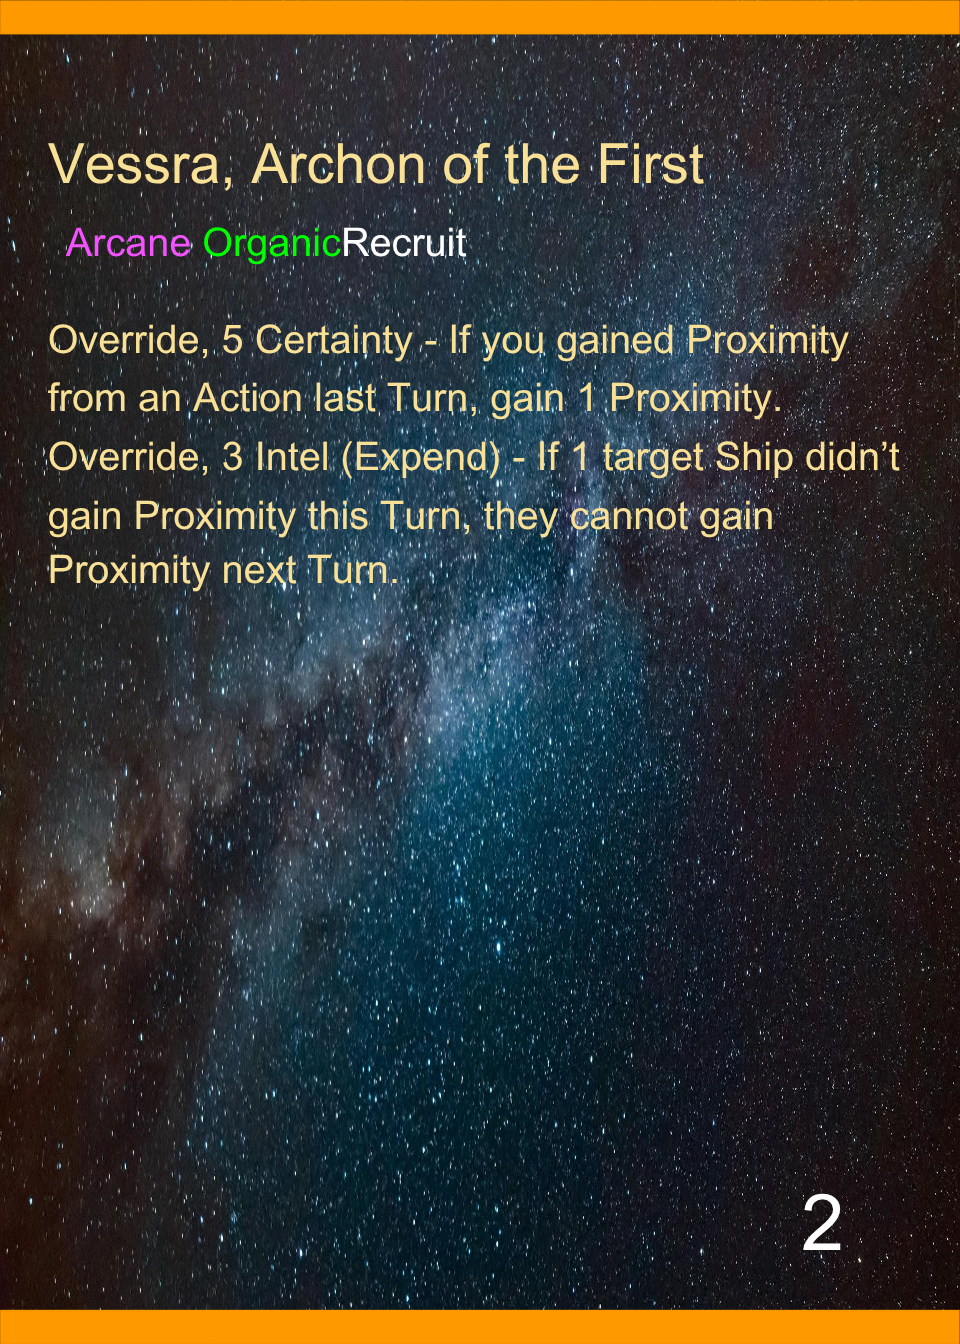 Vessra, Archon of the First
Arcane OrganicRecruit
Override, 5 Certainty - If you gained Proximity
from an Action last Turn, gain 1 Proximity.
Override, 3 Intel (Expend) - If 1 target Ship didn’t
gain Proximity this Turn, they cannot gain
Proximity next Turn.
2